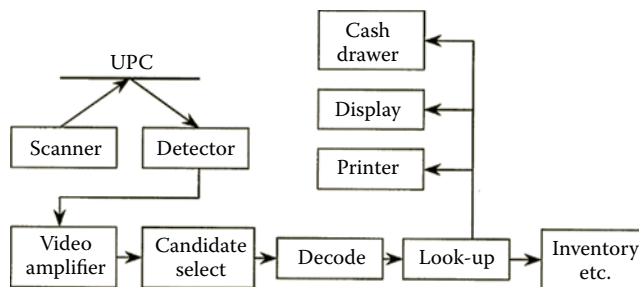 Cash
drawer
UPC
Display
Scanner
Detector
Printer
Video
amplifier
Candidate
select
Decode
Look-up
Inventory
etc.